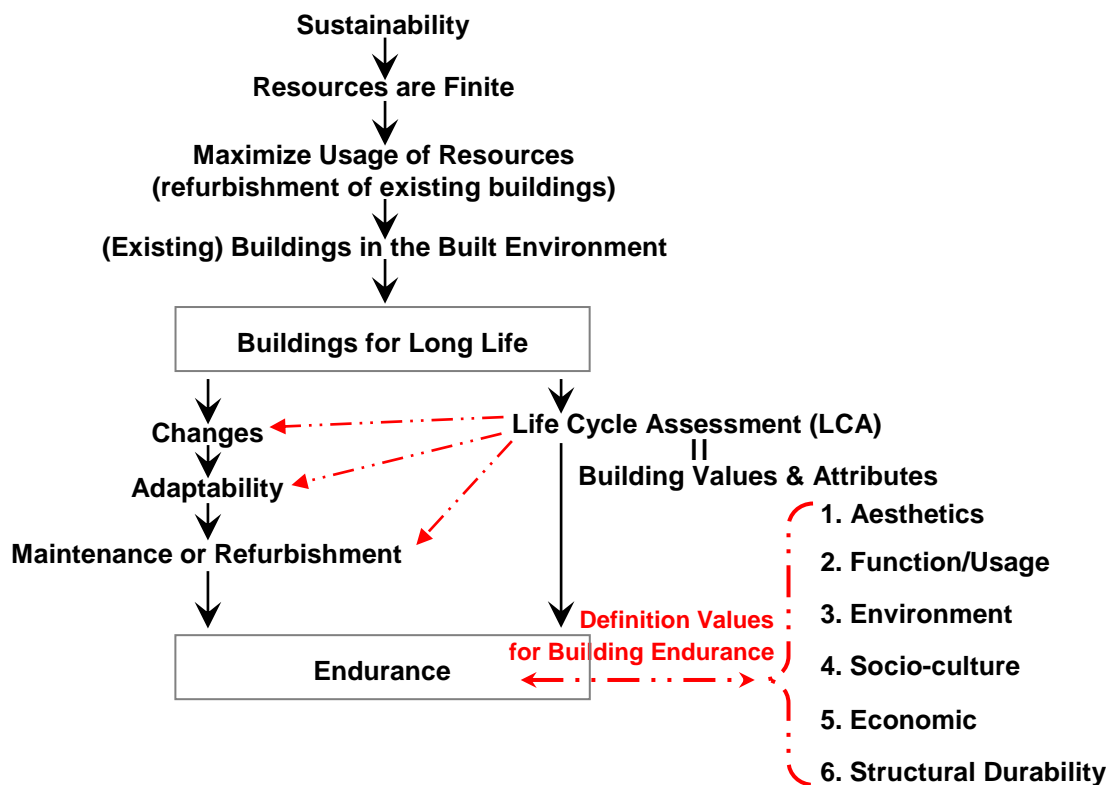 Sustainability
Resources are Finite
Maximize Usage of Resources
(refurbishment of existing buildings)
(Existing) Buildings in the Built Environment
Buildings for Long Life
Changes
Adaptability
Maintenance or Refurbishment
Life Cycle Assessment (LCA)
=
Building Values & Attributes
Endurance
Definition Values
for Building Endurance
1. Aesthetics
2. Function/Usage
3. Environment
4. Socio-culture
5. Economic
6. Structural Durability